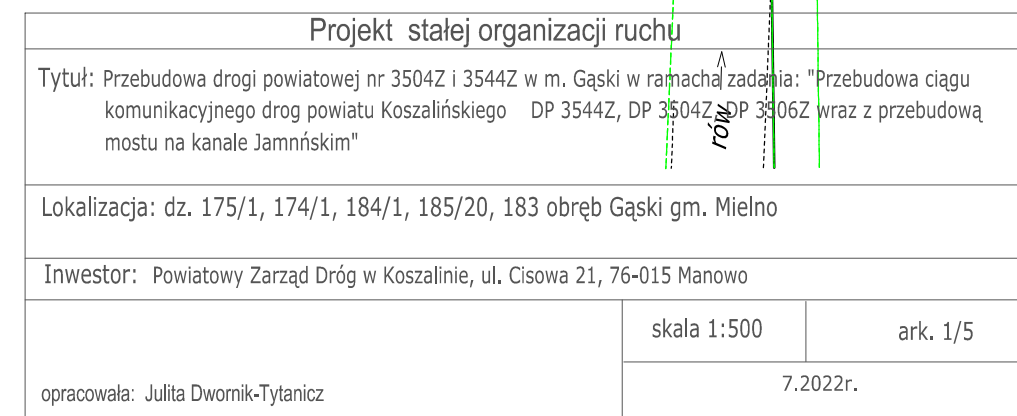 Projekt stałej organizacji ruchu
Tytuł: Przebudowa drogi powiatowej nr 3504Z i 3544Z w m. Gąski w ramacha zadania: "Przebudowa ciągu
komunikacyjnego drog powiatu Koszalińskiego DP 3544Z, DP 3504Z, DP 3506Z wraz z przebudową
mostu na kanale Jamnńskim"
rów
Lokalizacja: dz. 175/1, 174/1, 184/1, 185/20, 183 obręb Gąski gm. Mielno
Inwestor: Powiatowy Zarząd Dróg w Koszalinie, ul. Cisowa 21, 76-015 Manowo
skala 1:500 ark. 1/5
opracowała: Julita Dwornik-Tytanicz 7.2022r.